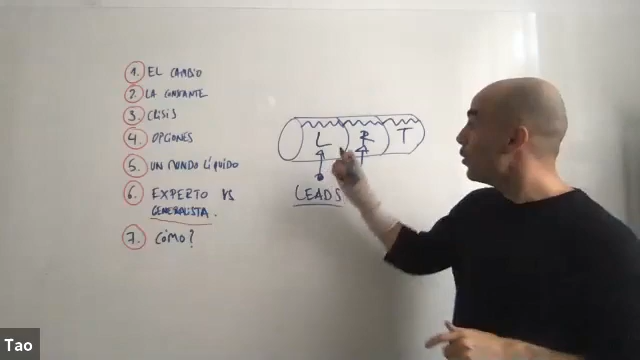 1. EL CAMBIO
2. LA CONSTANTE
3. CRISIS
4. OPCIONES
5. UN MUNDO LÍQUIDO
6. EXPERTO VS
GENERALISTA.
7. CÓMO?
L R T
LEADS
Tao